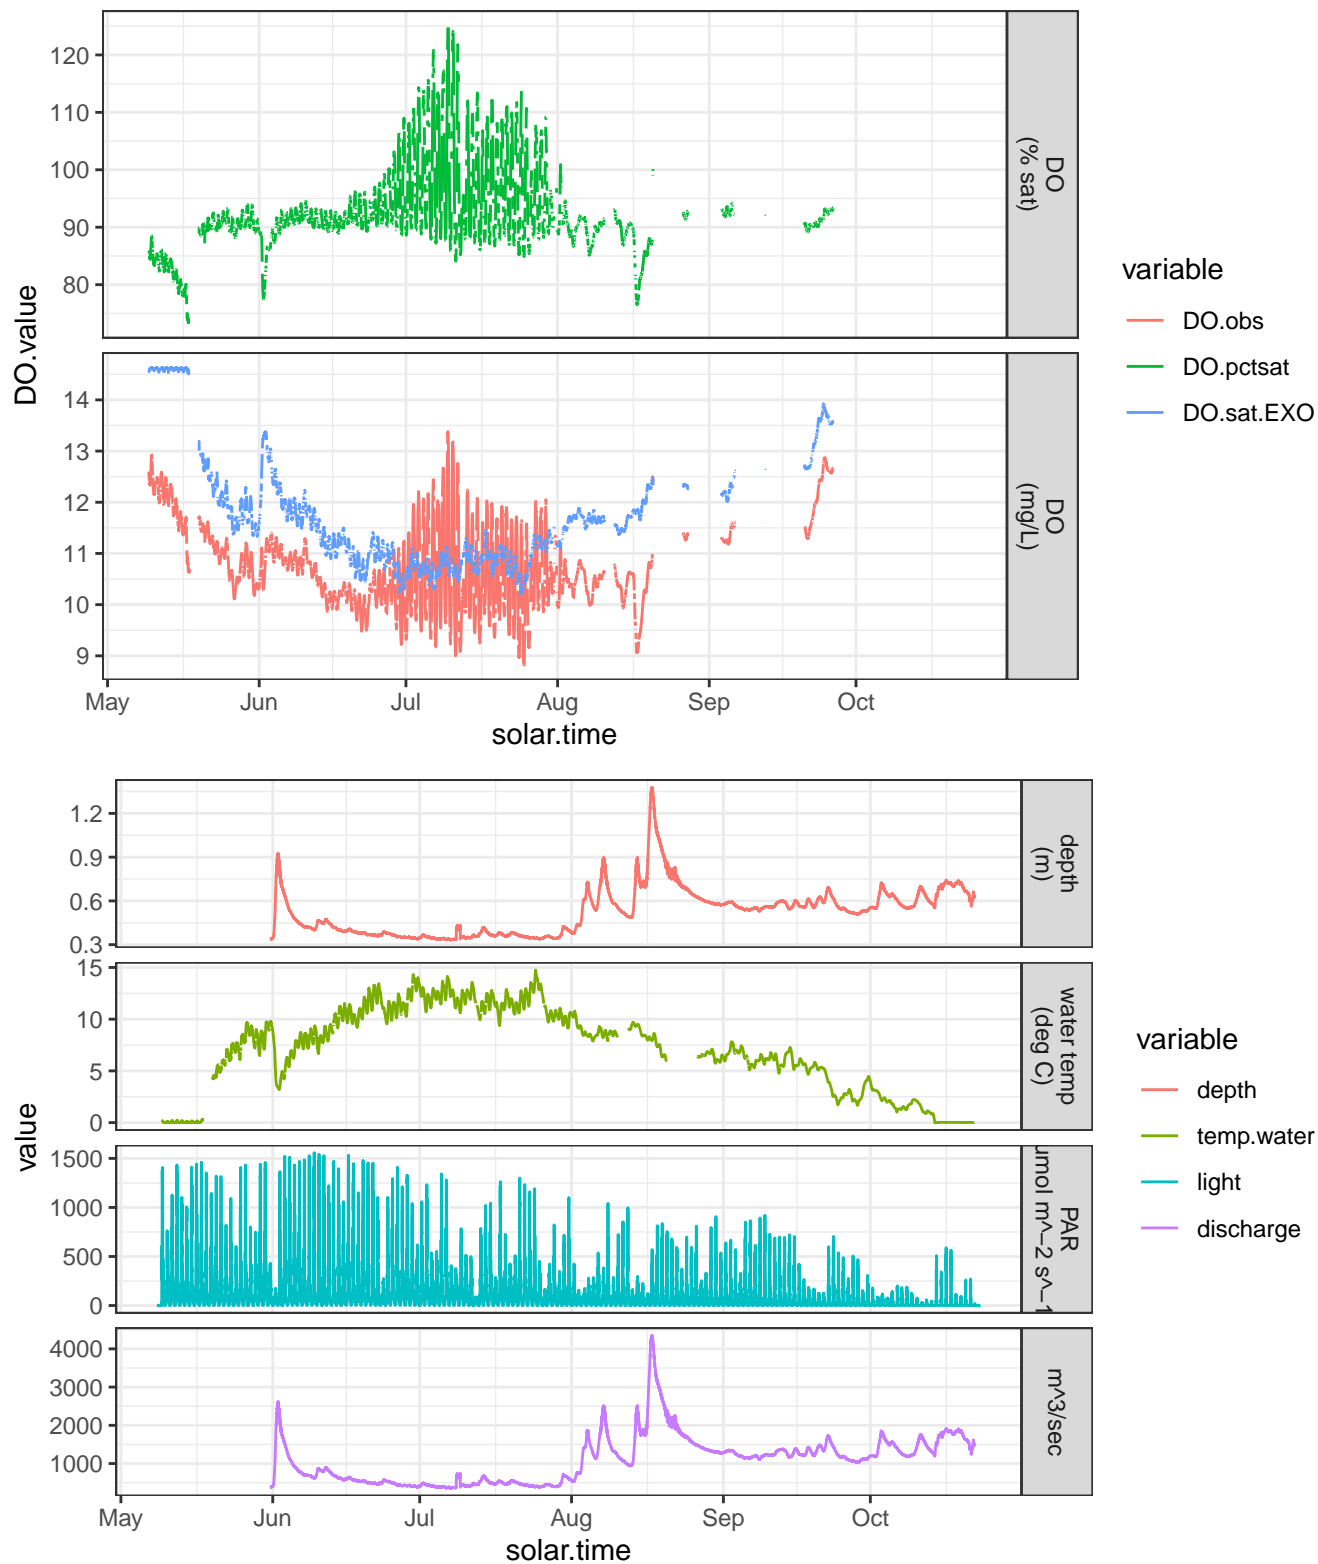 DO.value
120
110
100
90
80
DO
(% sat)
14
13
12
11
10
9
DO
(mg/L)
May Jun Jul Aug Sep Oct
solar.time
variable
DO.obs
DO.pctsat
DO.sat.EXO
value
1.2
0.9
0.6
0.3
depth
(m)
15
10
5
0
water temp
(deg C)
1500
1000
500
0
PAR
umol m^−2 s^−1
4000
3000
2000
1000
m^3/sec
May Jun Jul Aug Sep Oct
solar.time
variable
depth
temp.water
light
discharge